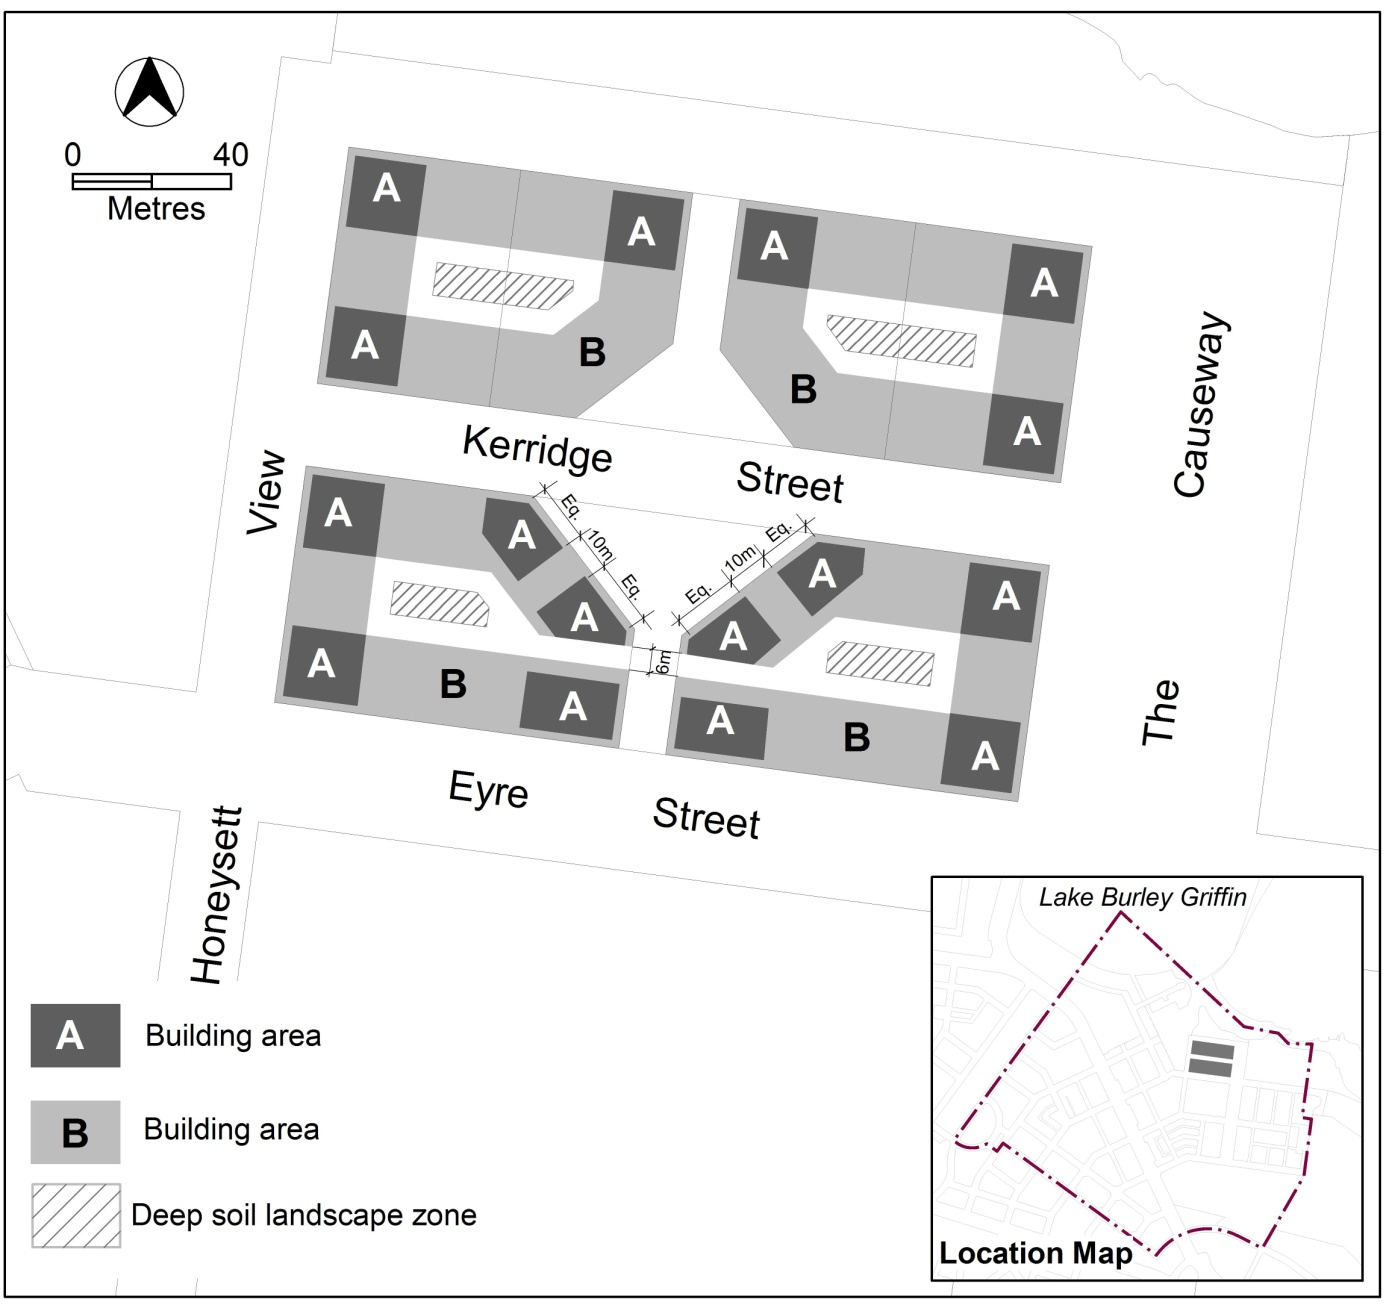 0 40
Metres
A
A
A
A
A
B
B
A
A
Kerridge Street
View
Causeway
A
A
Eq.
10m
Eq.
Eq.
10m
Eq.
A
A
A
A
A
B
A
6m
A
B
A
The
Eyre Street
Honeysett
A Building area
B Building area
Deep soil landscape zone
Lake Burley Griffin
Location Map